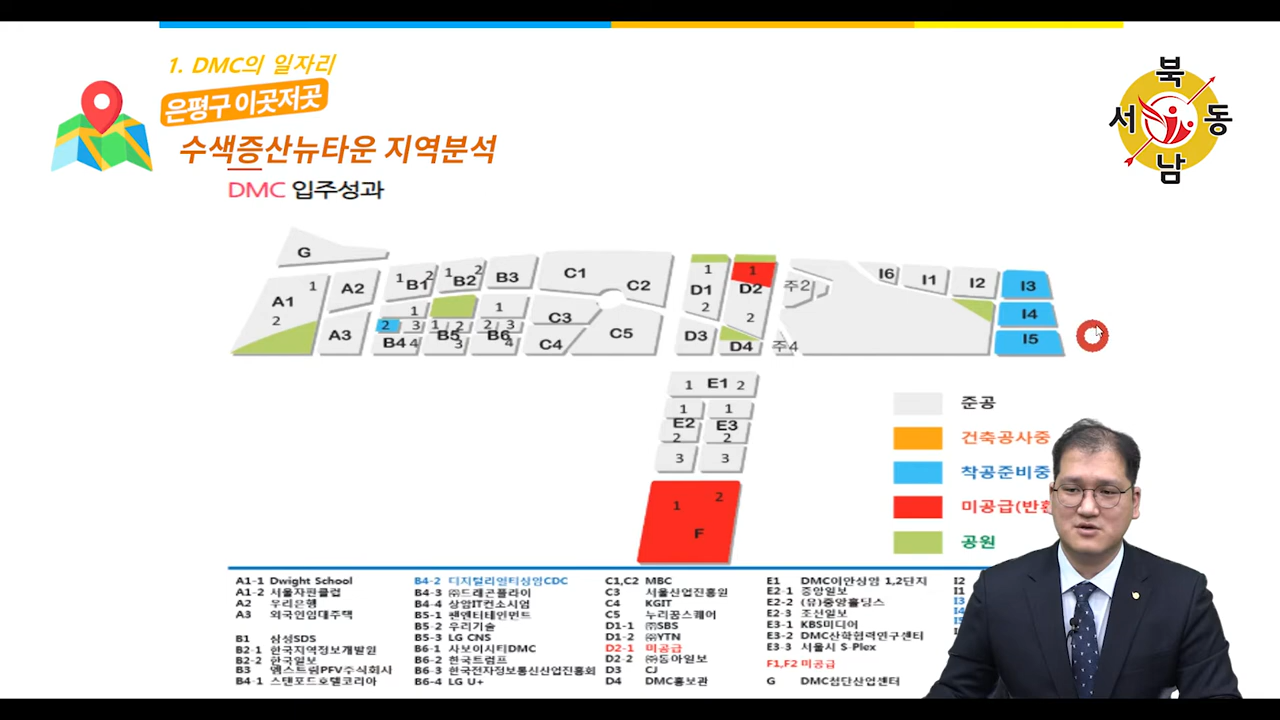 1. DMC의 일자리
은평구 이곳저곳
수색증산뉴타운 지역분석
DMC 입주성과
북
서 동
남
G
A1 1 2
A2
A3
B1 1 2
B2 1 2
B3
1
2 3 B4 4
1 2 B5 3
1
2 3 B6 4
C1
C2
C3
C4
C5
1 D1 2
1 D2 2
D3
D4
주2
주4
I6
I1
I2
I3
I4
I5
1 E1 2
1 E2 2
1 E3 2
3 3
1 2
F
준공
건축공사중
착공준비중
미공급(반환
공원
A1-1 Dwight School
A1-2 서울자판클럽
A2 우리은행
A3 외국인임대주택
B1 삼성SDS
B2-1 한국지역정보개발원
B2-2 한국일보
B3 엠스트림PFV주식회사
B4-1 스탠포드호텔코리아
B4-2 디지털리얼티상암CDC
B4-3 ㈜드래곤플라이
B4-4 상암IT컨소시엄
B5-1 팬엔터테인먼트
B5-2 우리기술
B5-3 LG CNS
B6-1 사보이시티DMC
B6-2 한국트럼프
B6-3 한국전자정보통신산업진흥회
B6-4 LG U+
C1,C2 MBC
C3 서울산업진흥원
C4 KGIT
C5 누리꿈스퀘어
D1-1 ㈜SBS
D1-2 ㈜YTN
D2-1 미공급
D2-2 ㈜동아일보
D3 CJ
D4 DMC홍보관
E1 DMC이안상암 1,2단지
E2-1 중앙일보
E2-2 (유)중앙홀딩스
E2-3 조선일보
E3-1 KBS미디어
E3-2 DMC산학협력연구센터
E3-3 서울시 S-Plex
F1,F2 미공급
G DMC첨단산업센터
I2
I1
I3
I4